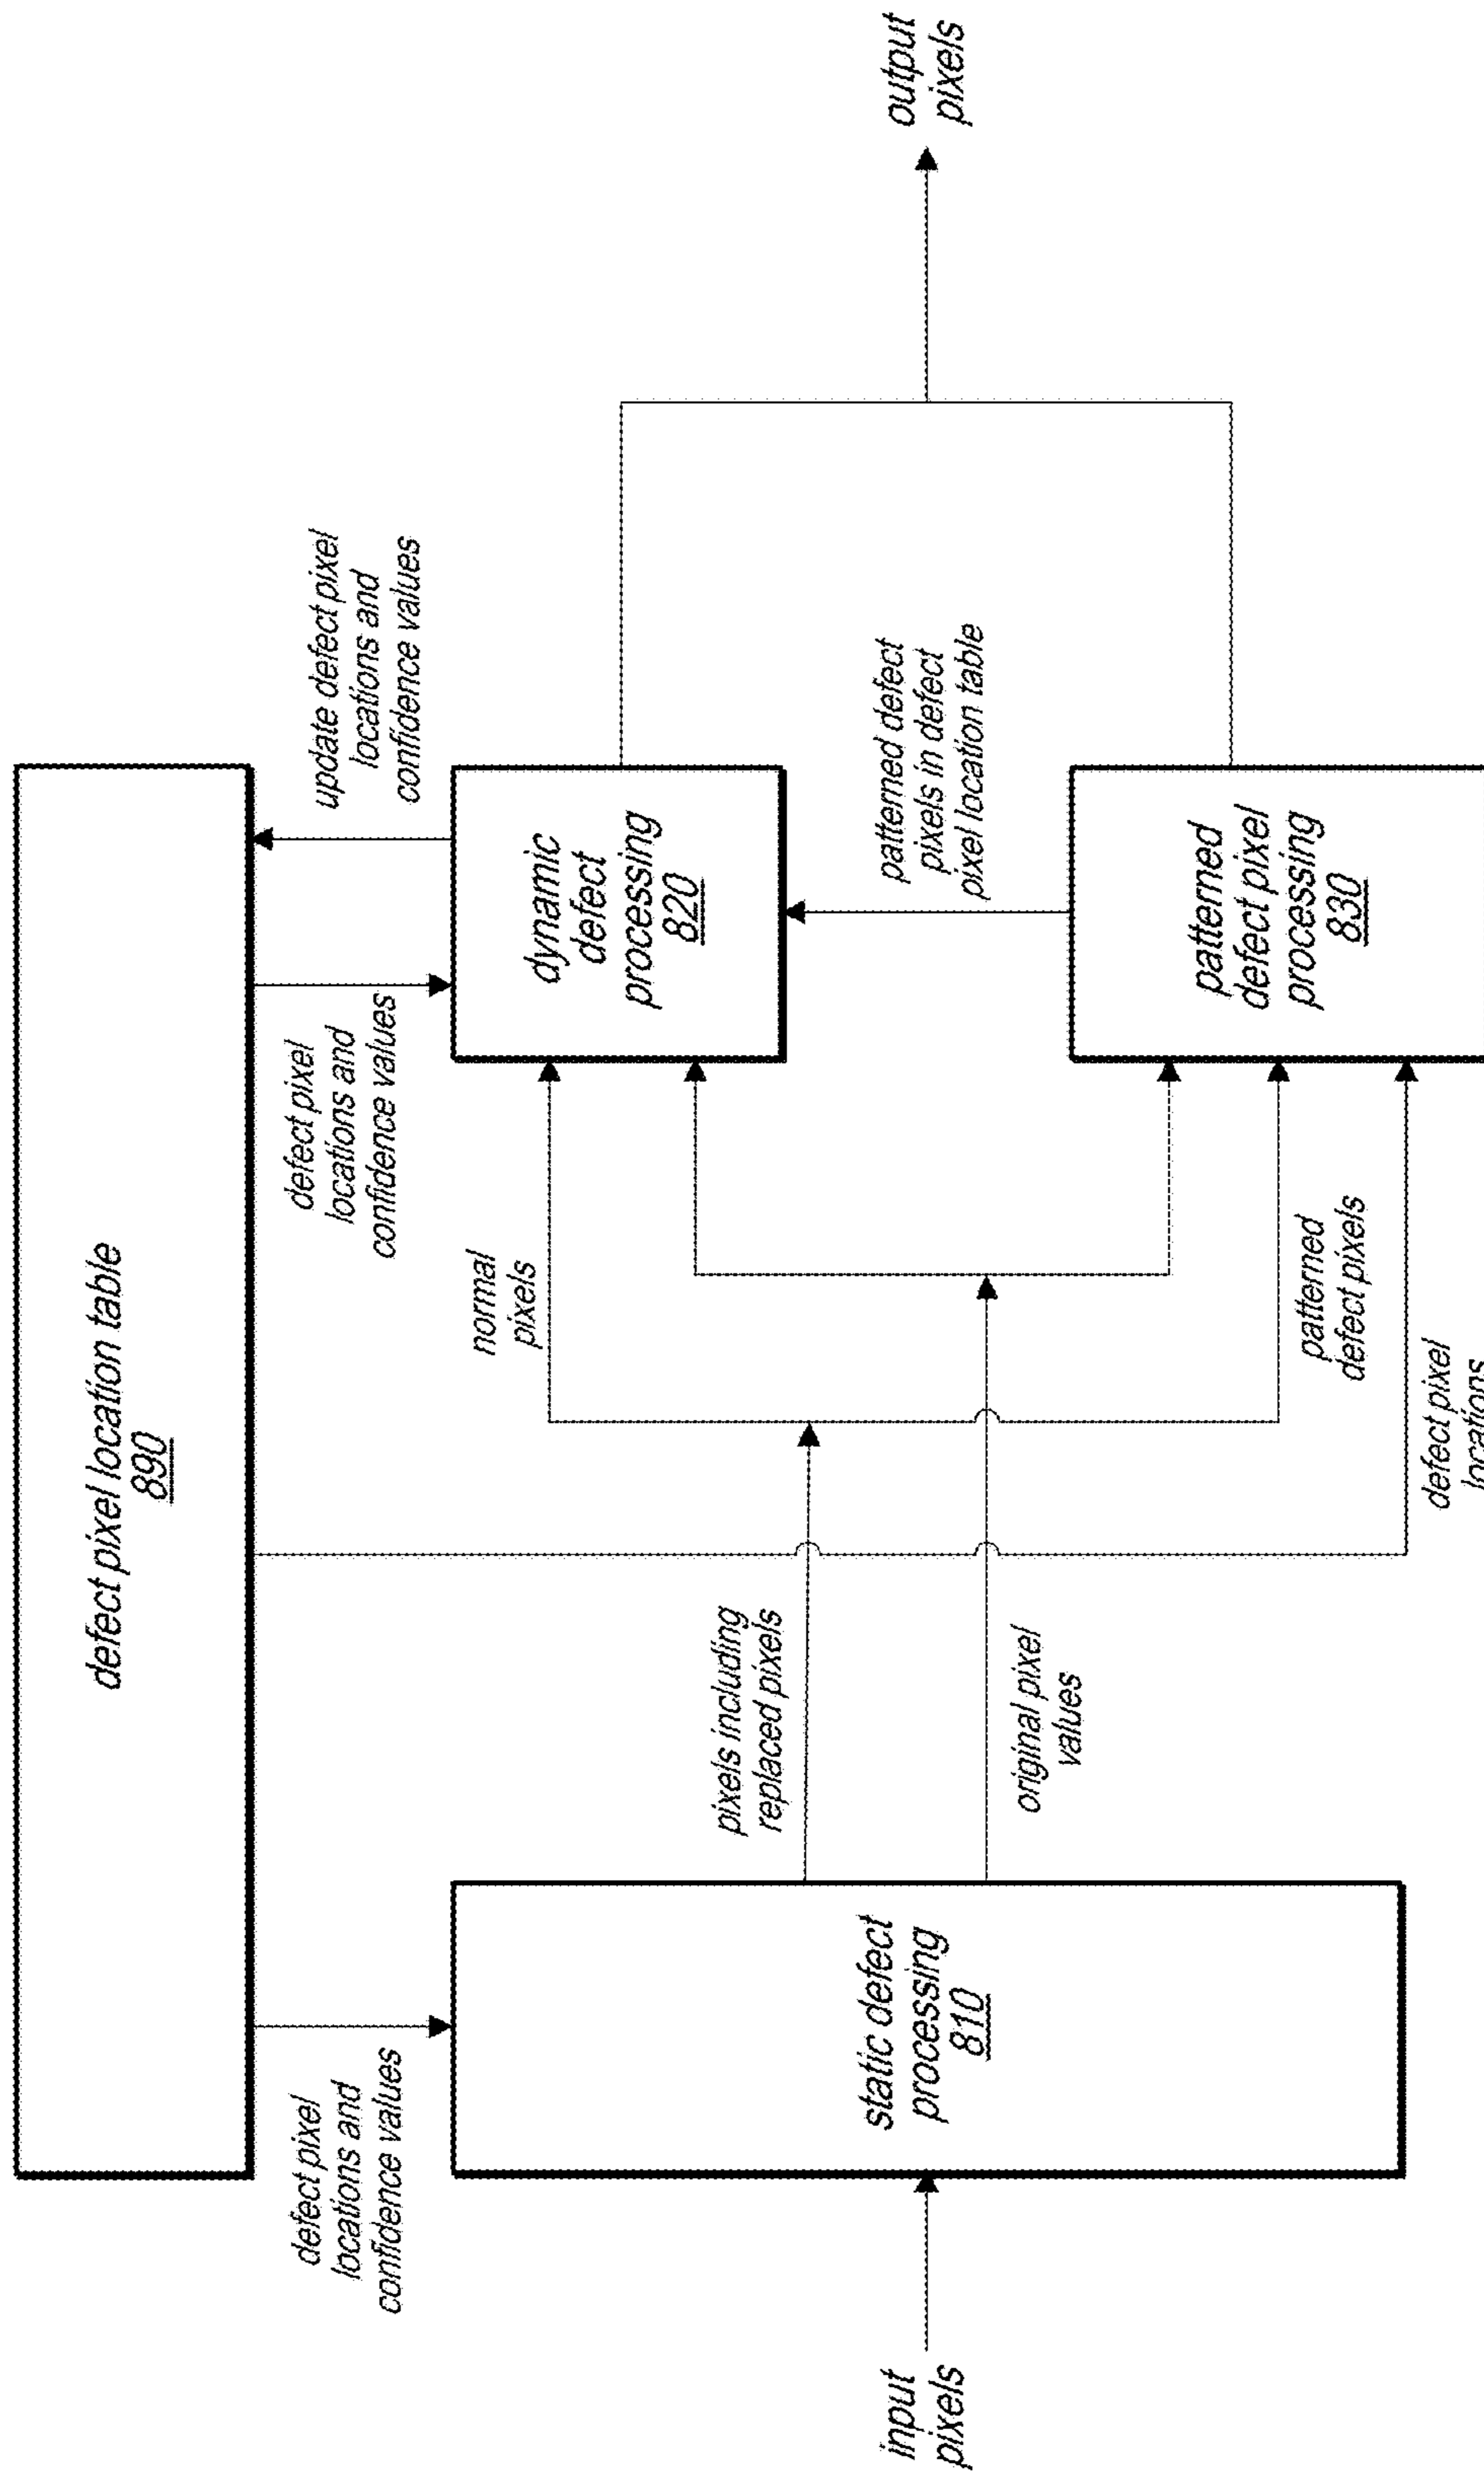 defect pixel location table
890
defect pixel
locations and
confidence values
defect pixel
locations and
confidence values
update defect pixel
locations and
confidence values
input
pixels
static defect
processing
810
pixels including
replaced pixels
original pixel
values
normal
pixels
dynamic
defect
processing
820
patterned defect
pixels in defect
pixel location table
patterned
defect pixels
defect pixel
locations
patterned
defect pixel
processing
830
output
pixels